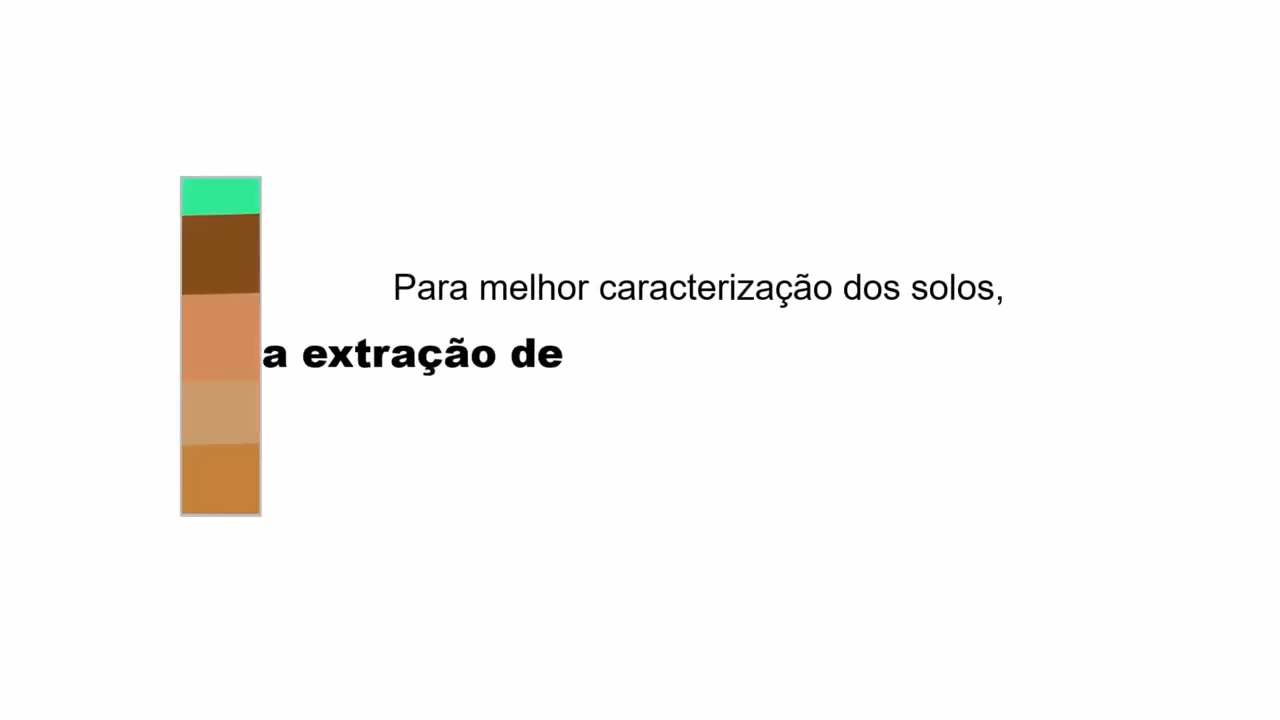 Para melhor caracterização dos solos,
a extração de